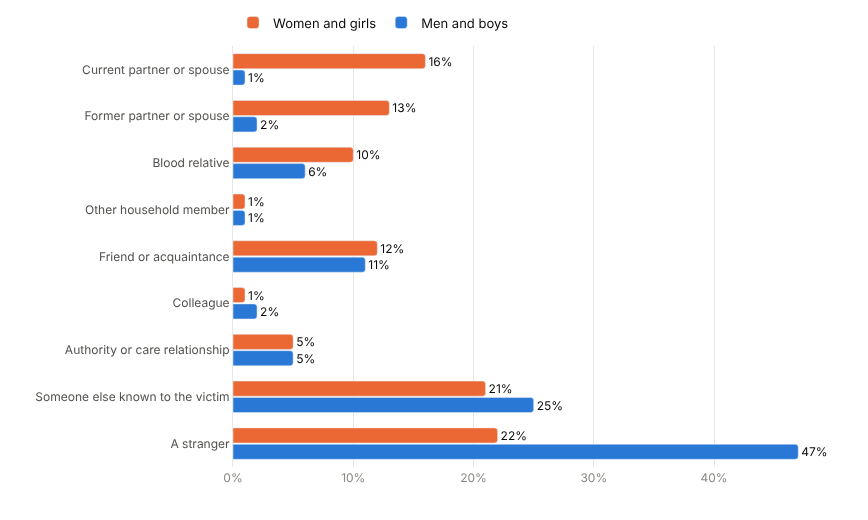 Women and girls Men and boys
Current partner or spouse 16%
1%
Former partner or spouse 13%
2%
Blood relative 10%
6%
Other household member 1%
1%
Friend or acquaintance 12%
11%
Colleague 1%
2%
Authority or care relationship 5%
5%
Someone else known to the victim 21%
25%
A stranger 22%
47%
0% 10% 20% 30% 40%